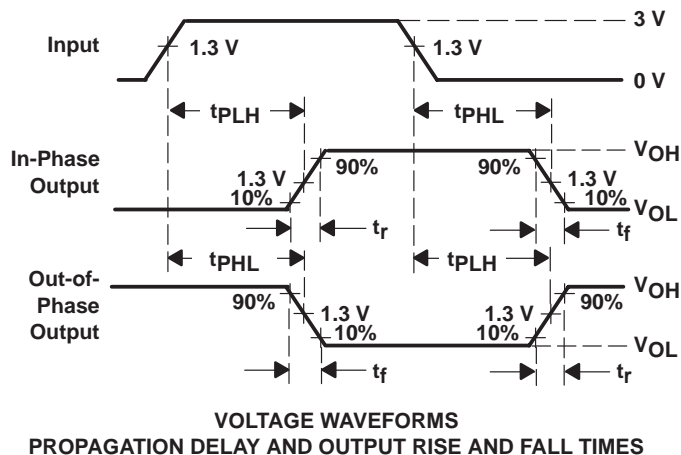 3 V
Input
1.3 V
1.3 V
0 V
tPLH
tPHL
In-Phase
Output
VOH
90%
90%
1.3 V
1.3 V
10%
10%
VOL
tr
tf
tPHL
tPLH
Out-of-
Phase
Output
VOH
90%
90%
1.3 V
1.3 V
10%
10%
VOL
tf
tr
VOLTAGE WAVEFORMS
PROPAGATION DELAY AND OUTPUT RISE AND FALL TIMES